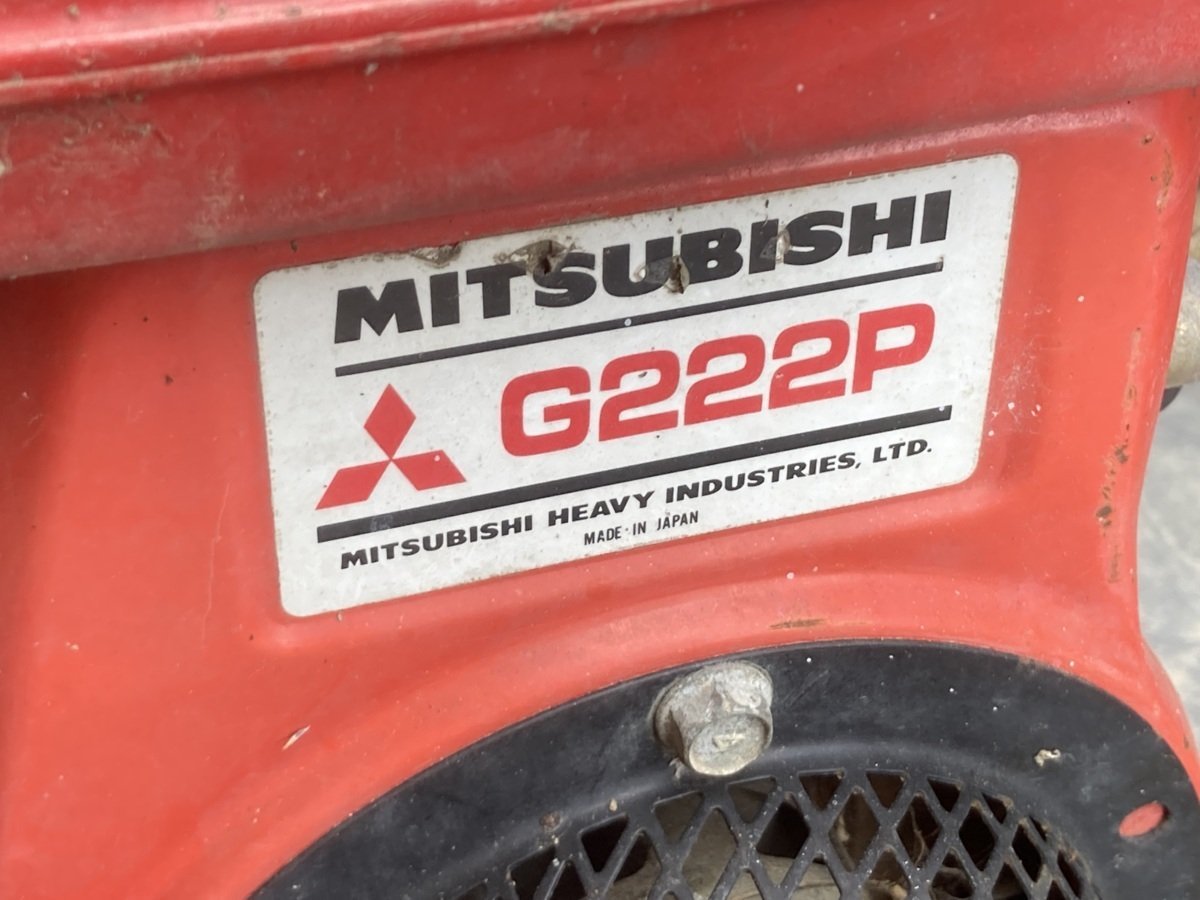 MITSUBISHI
G222P
MITSUBISHI HEAVY INDUSTRIES, LTD.
MADE IN JAPAN